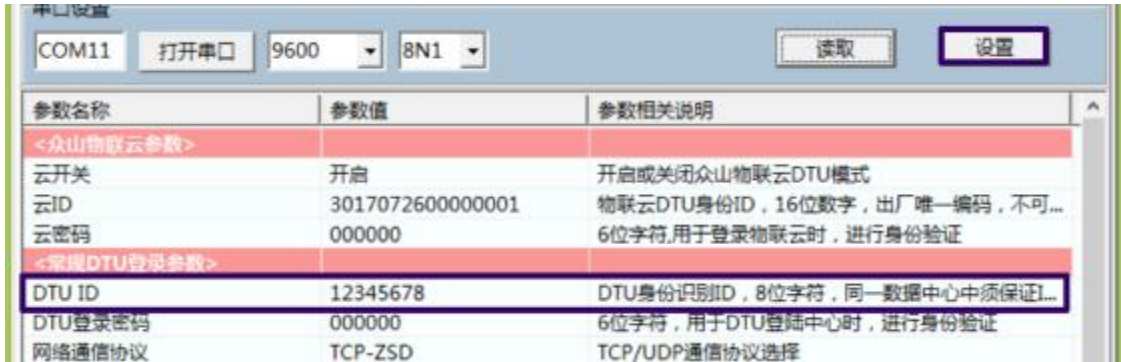 串口设置
COM11 打开串口 9600 8N1 读取 设置
参数名称 参数值 参数相关说明
<众山物联云参数>
云开关 开启 开启或关闭众山物联云DTU模式
云ID 3017072600000001 物联云DTU身份ID，16位数字，出厂唯一编码，不可...
云密码 000000 6位字符,用于登录物联云时，进行身份验证
<常规DTU登录参数>
DTU ID 12345678 DTU身份识别ID，8位字符，同一数据中心中须保证I...
DTU登录密码 000000 6位字符，用于DTU登陆中心时，进行身份验证
网络通信协议 TCP-ZSD TCP/UDP通信协议选择